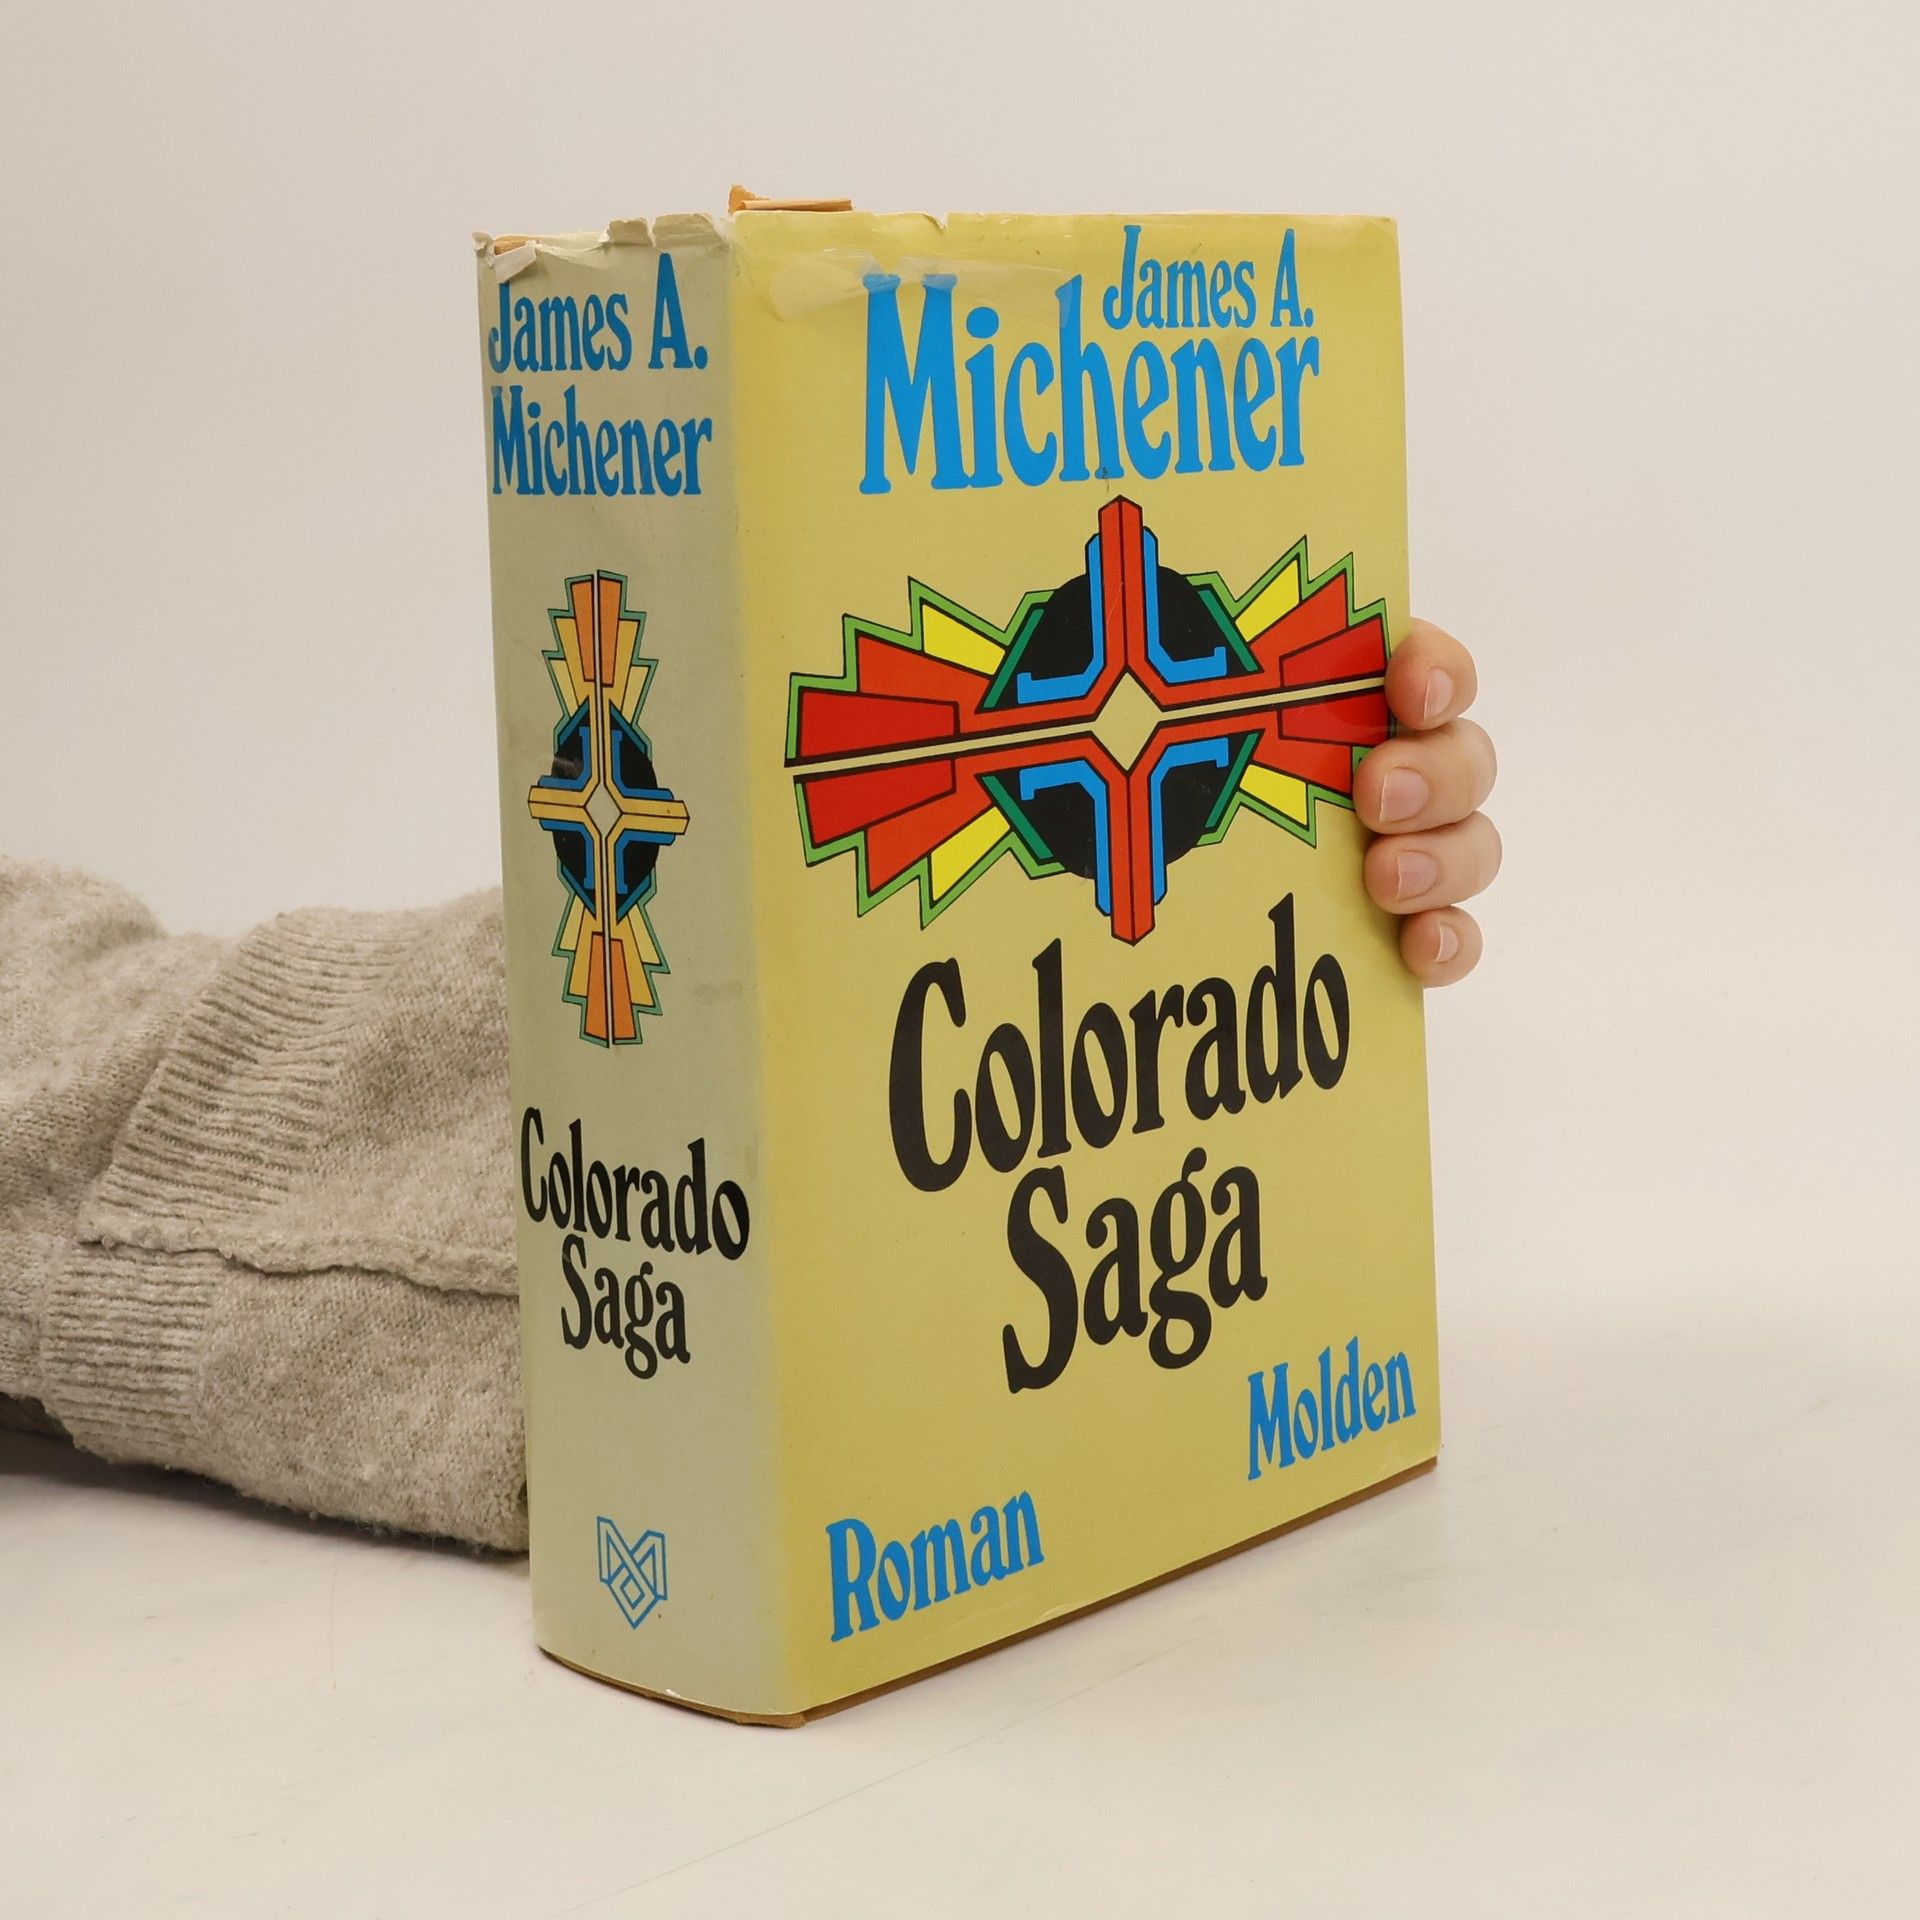 James A.
Michener
Colorado
Saga
James A.
Michener
Colorado
Saga
Molden
Roman